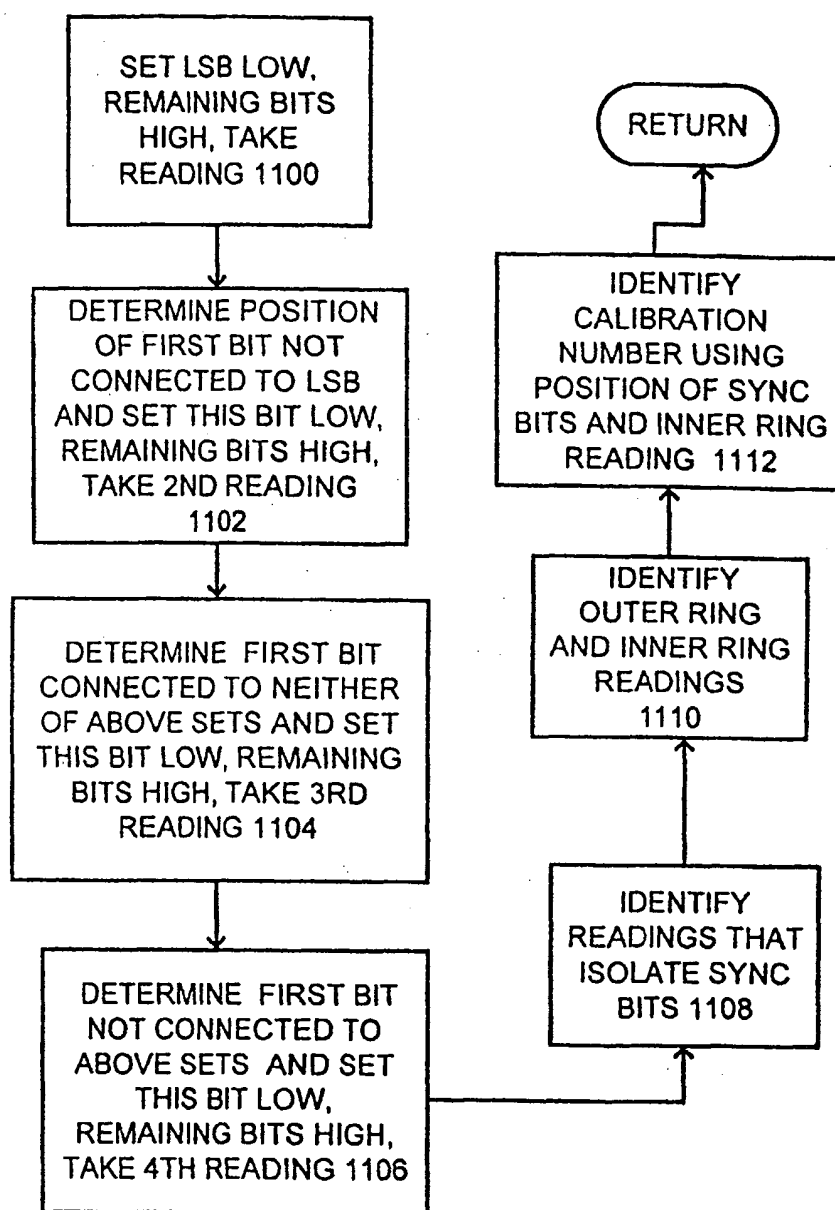 SET LSB LOW,
REMAINING BITS
HIGH, TAKE
READING 1100
DETERMINE POSITION
OF FIRST BIT NOT
CONNECTED TO LSB
AND SET THIS BIT LOW,
REMAINING BITS HIGH,
TAKE 2ND READING
1102
DETERMINE FIRST BIT
CONNECTED TO NEITHER
OF ABOVE SETS AND SET
THIS BIT LOW, REMAINING
BITS HIGH, TAKE 3RD
READING 1104
DETERMINE FIRST BIT
NOT CONNECTED TO
ABOVE SETS AND SET
THIS BIT LOW,
REMAINING BITS HIGH,
TAKE 4TH READING 1106
IDENTIFY
READINGS THAT
ISOLATE SYNC
BITS 1108
IDENTIFY
OUTER RING
AND INNER RING
READINGS
1110
IDENTIFY
CALIBRATION
NUMBER USING
POSITION OF SYNC
BITS AND INNER RING
READING 1112
RETURN